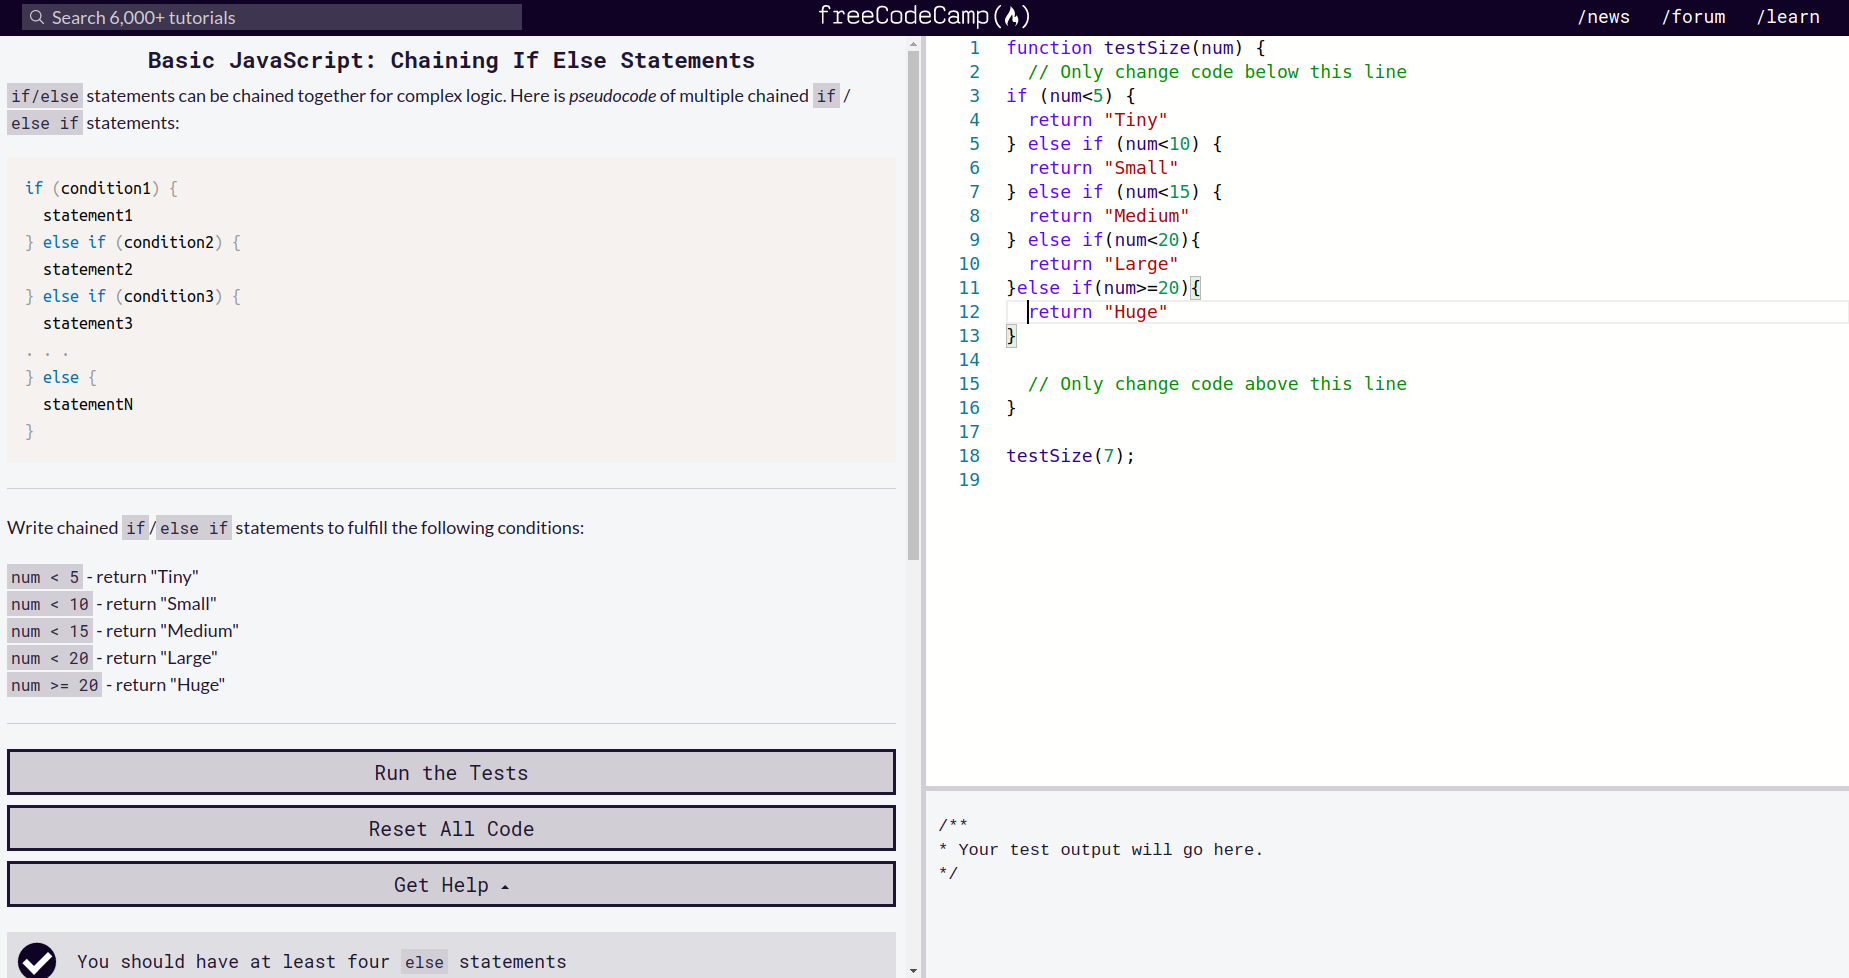 Search 6,000+ tutorials
freeCodeCamp(🔥)
/news /forum /learn
Basic JavaScript: Chaining If Else Statements
if/else statements can be chained together for complex logic. Here is pseudocode of multiple chained if /
else if statements:
if (condition1) {
  statement1
} else if (condition2) {
  statement2
} else if (condition3) {
  statement3
. . .
} else {
  statementN
}
Write chained if/else if statements to fulfill the following conditions:
num < 5 - return "Tiny"
num < 10 - return "Small"
num < 15 - return "Medium"
num < 20 - return "Large"
num >= 20 - return "Huge"
Run the Tests
Reset All Code
Get Help
You should have at least four else statements
1 function testSize(num) {
2   // Only change code below this line
3 if (num<5) {
4   return "Tiny"
5 } else if (num<10) {
6   return "Small"
7 } else if (num<15) {
8   return "Medium"
9 } else if(num<20){
10   return "Large"
11 }else if(num>=20){
12   return "Huge"
13 }
14
15   // Only change code above this line
16 }
17
18 testSize(7);
19
/**
* Your test output will go here.
*/